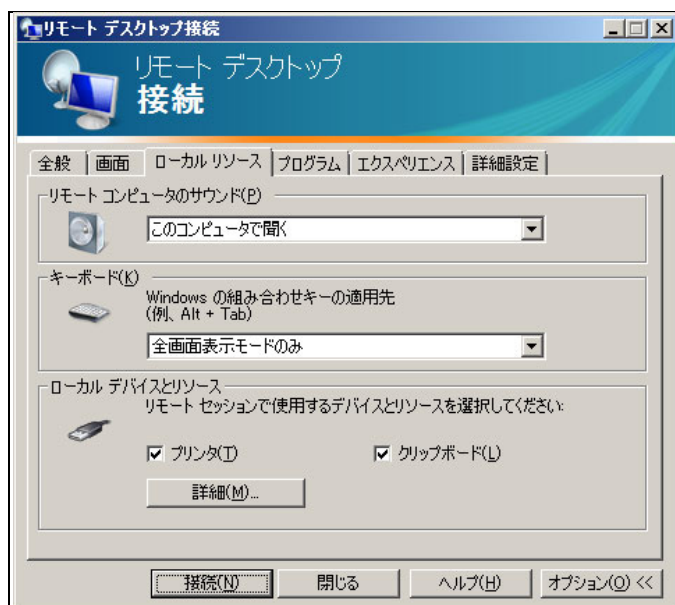 リモート デスクトップ接続
リモート デスクトップ
接続
全般
画面
ローカル リソース
プログラム
エクスペリエンス
詳細設定
リモート コンピュータのサウンド(P)
このコンピュータで聞く
キーボード(K)
Windows の組み合わせキーの適用先
(例、Alt + Tab)
全画面表示モードのみ
ローカル デバイスとリソース
リモート セッションで使用するデバイスとリソースを選択してください:
プリンタ(T)
クリップボード(L)
詳細(M)...
接続(N)
閉じる
ヘルプ(H)
オプション(O) <<